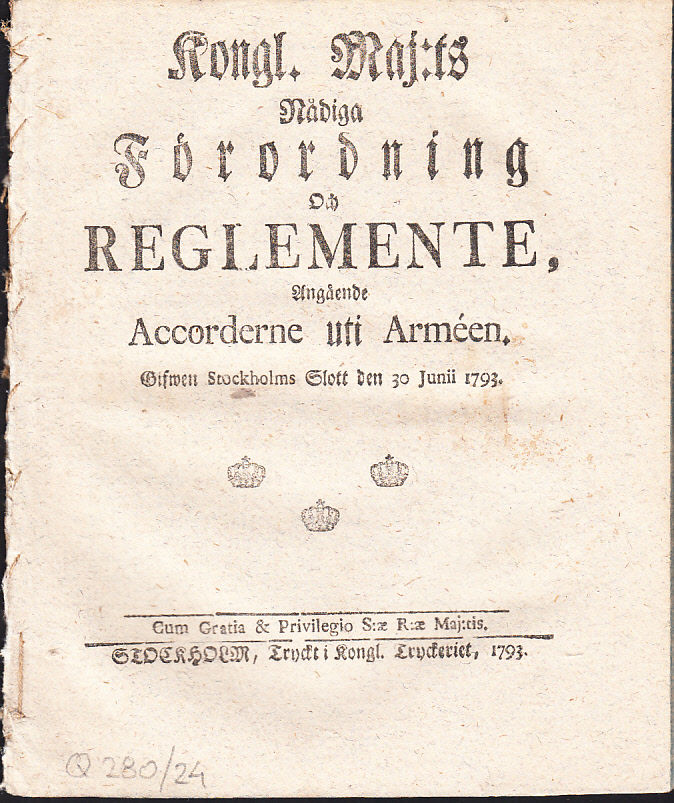 Kongl. Maj:ts
Nådiga
Förordning
Och
REGLEMENTE,
Angående
Accorderne uti Arméen.
Gifwen Stockholms Slott den 30 Junii 1793.
Cum Gratia & Privilegio S:æ R:æ Maj:tis.
STOCKHOLM, Tryckt i Kongl. Tryckeriet, 1793.
Q 280/24